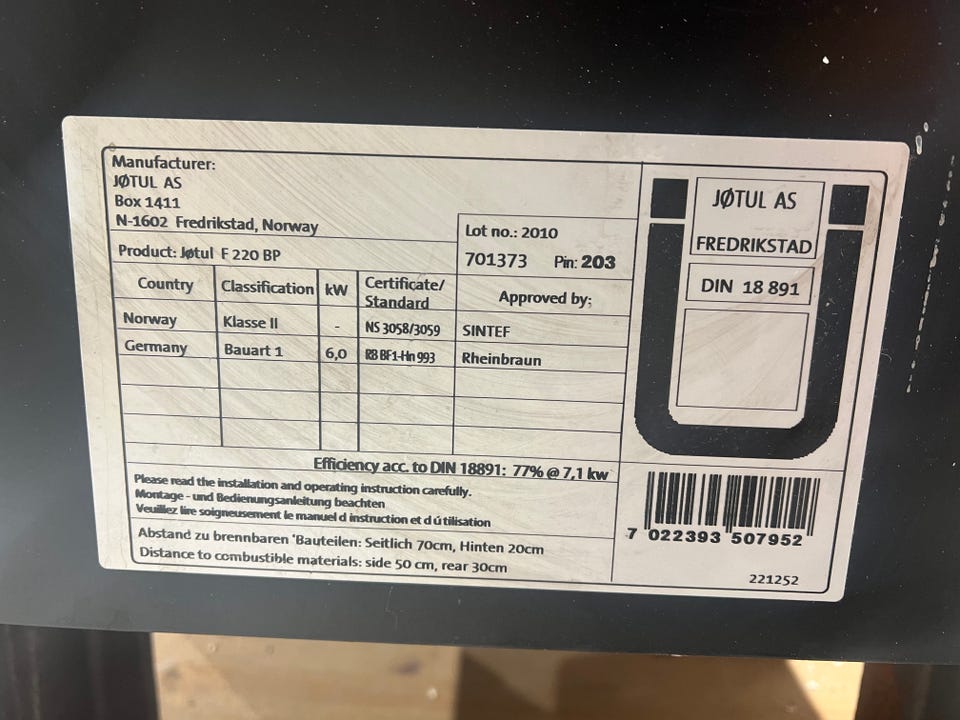 Manufacturer:
JØTUL AS
Box 1411
N-1602 Fredrikstad, Norway
Product: Jøtul F 220 BP
Lot no.: 2010
701373 Pin: 203
Country Classification kW Certificate/ Standard Approved by:
Norway Klasse II - NS 3058/3059 SINTEF
Germany Bauart 1 6,0 RB BF1-Hn 993 Rheinbraun
Efficiency acc. to DIN 18891: 77% @ 7,1 kw
Please read the installation and operating instruction carefully.
Montage - und Bedienungsanleitung beachten
Veuillez lire soigneusement le manuel d instruction et d útilisation
Abstand zu brennbaren 'Bauteilen: Seitlich 70cm, Hinten 20cm
Distance to combustible materials: side 50 cm, rear 30cm
JØTUL AS
FREDRIKSTAD
DIN 18 891
7 022393 507952
221252